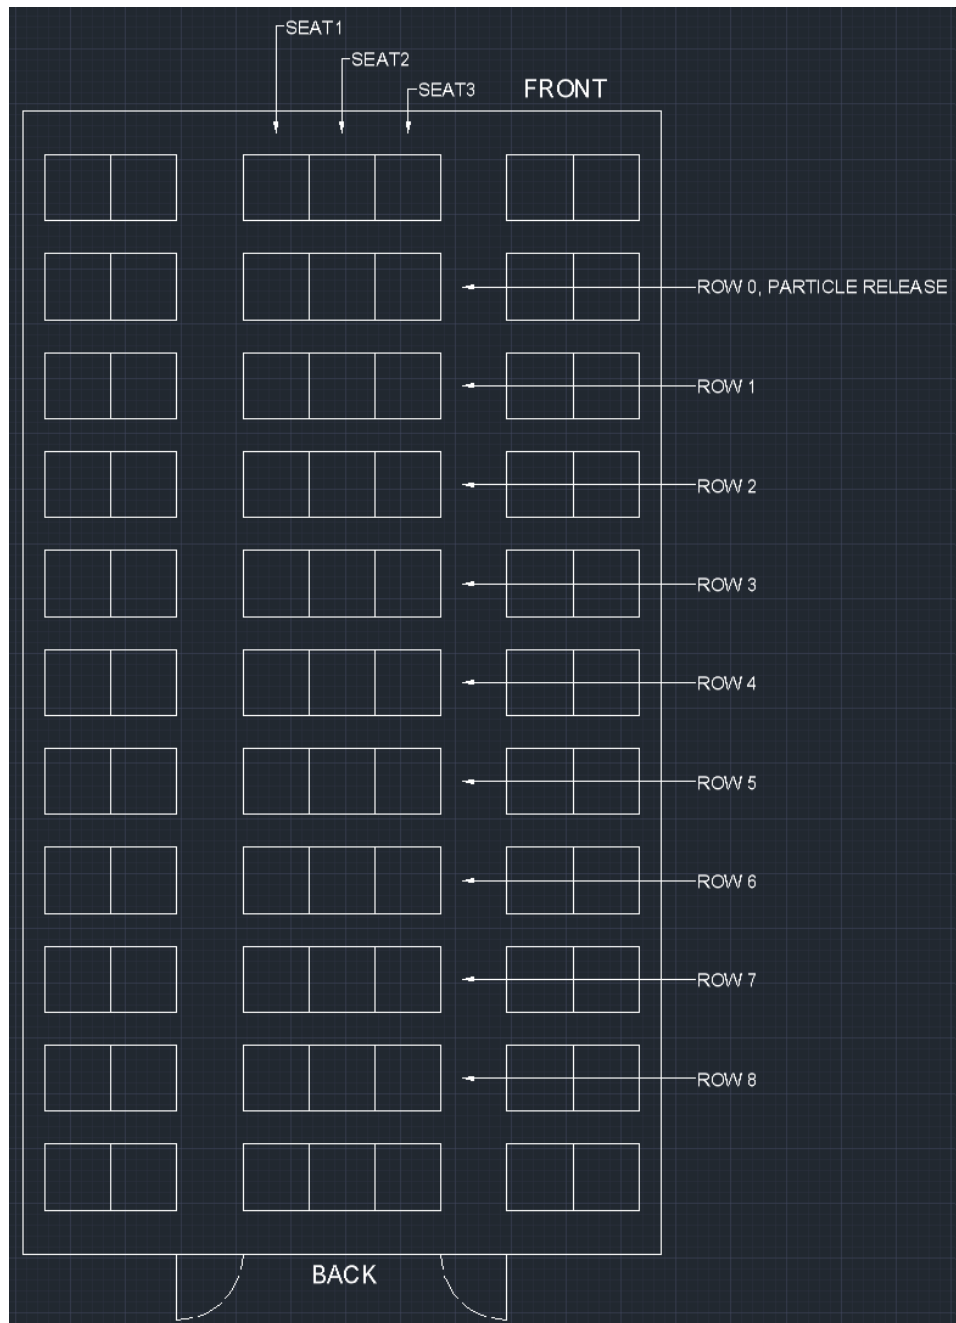 SEAT1
SEAT2
SEAT3
FRONT
ROW 0, PARTICLE RELEASE
ROW 1
ROW 2
ROW 3
ROW 4
ROW 5
ROW 6
ROW 7
ROW 8
BACK